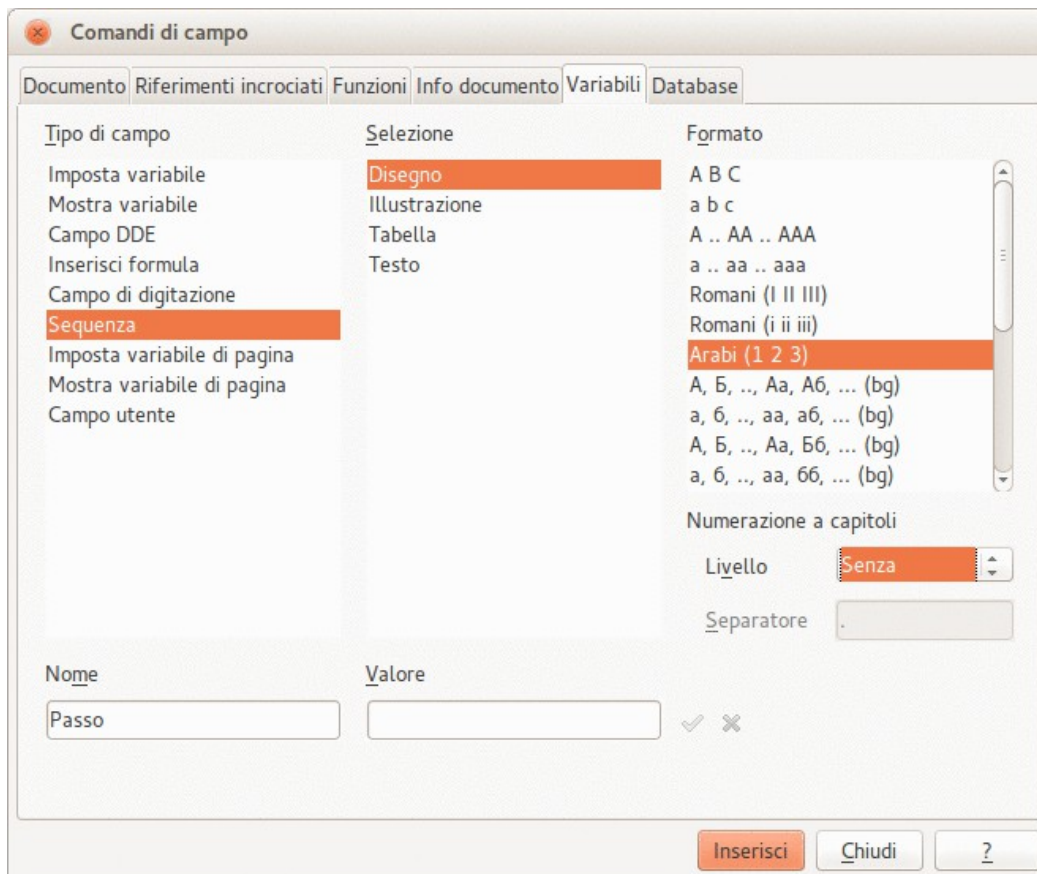 Comandi di campo
Documento Riferimenti incrociati Funzioni Info documento Variabili Database
Tipo di campo
Imposta variabile
Mostra variabile
Campo DDE
Inserisci formula
Campo di digitazione
Sequenza
Imposta variabile di pagina
Mostra variabile di pagina
Campo utente
Selezione
Disegno
Illustrazione
Tabella
Testo
Formato
A B C
a b c
A .. AA .. AAA
a .. aa .. aaa
Romani (I II III)
Romani (i ii iii)
Arabi (1 2 3)
А, Б, .., Аа, Аб, ... (bg)
а, б, .., аа, аб, ... (bg)
А, Б, .., Аа, Бб, ... (bg)
а, б, .., аа, бб, ... (bg)
Numerazione a capitoli
Livello Senza
Separatore .
Nome
Passo
Valore
Inserisci Chiudi ?